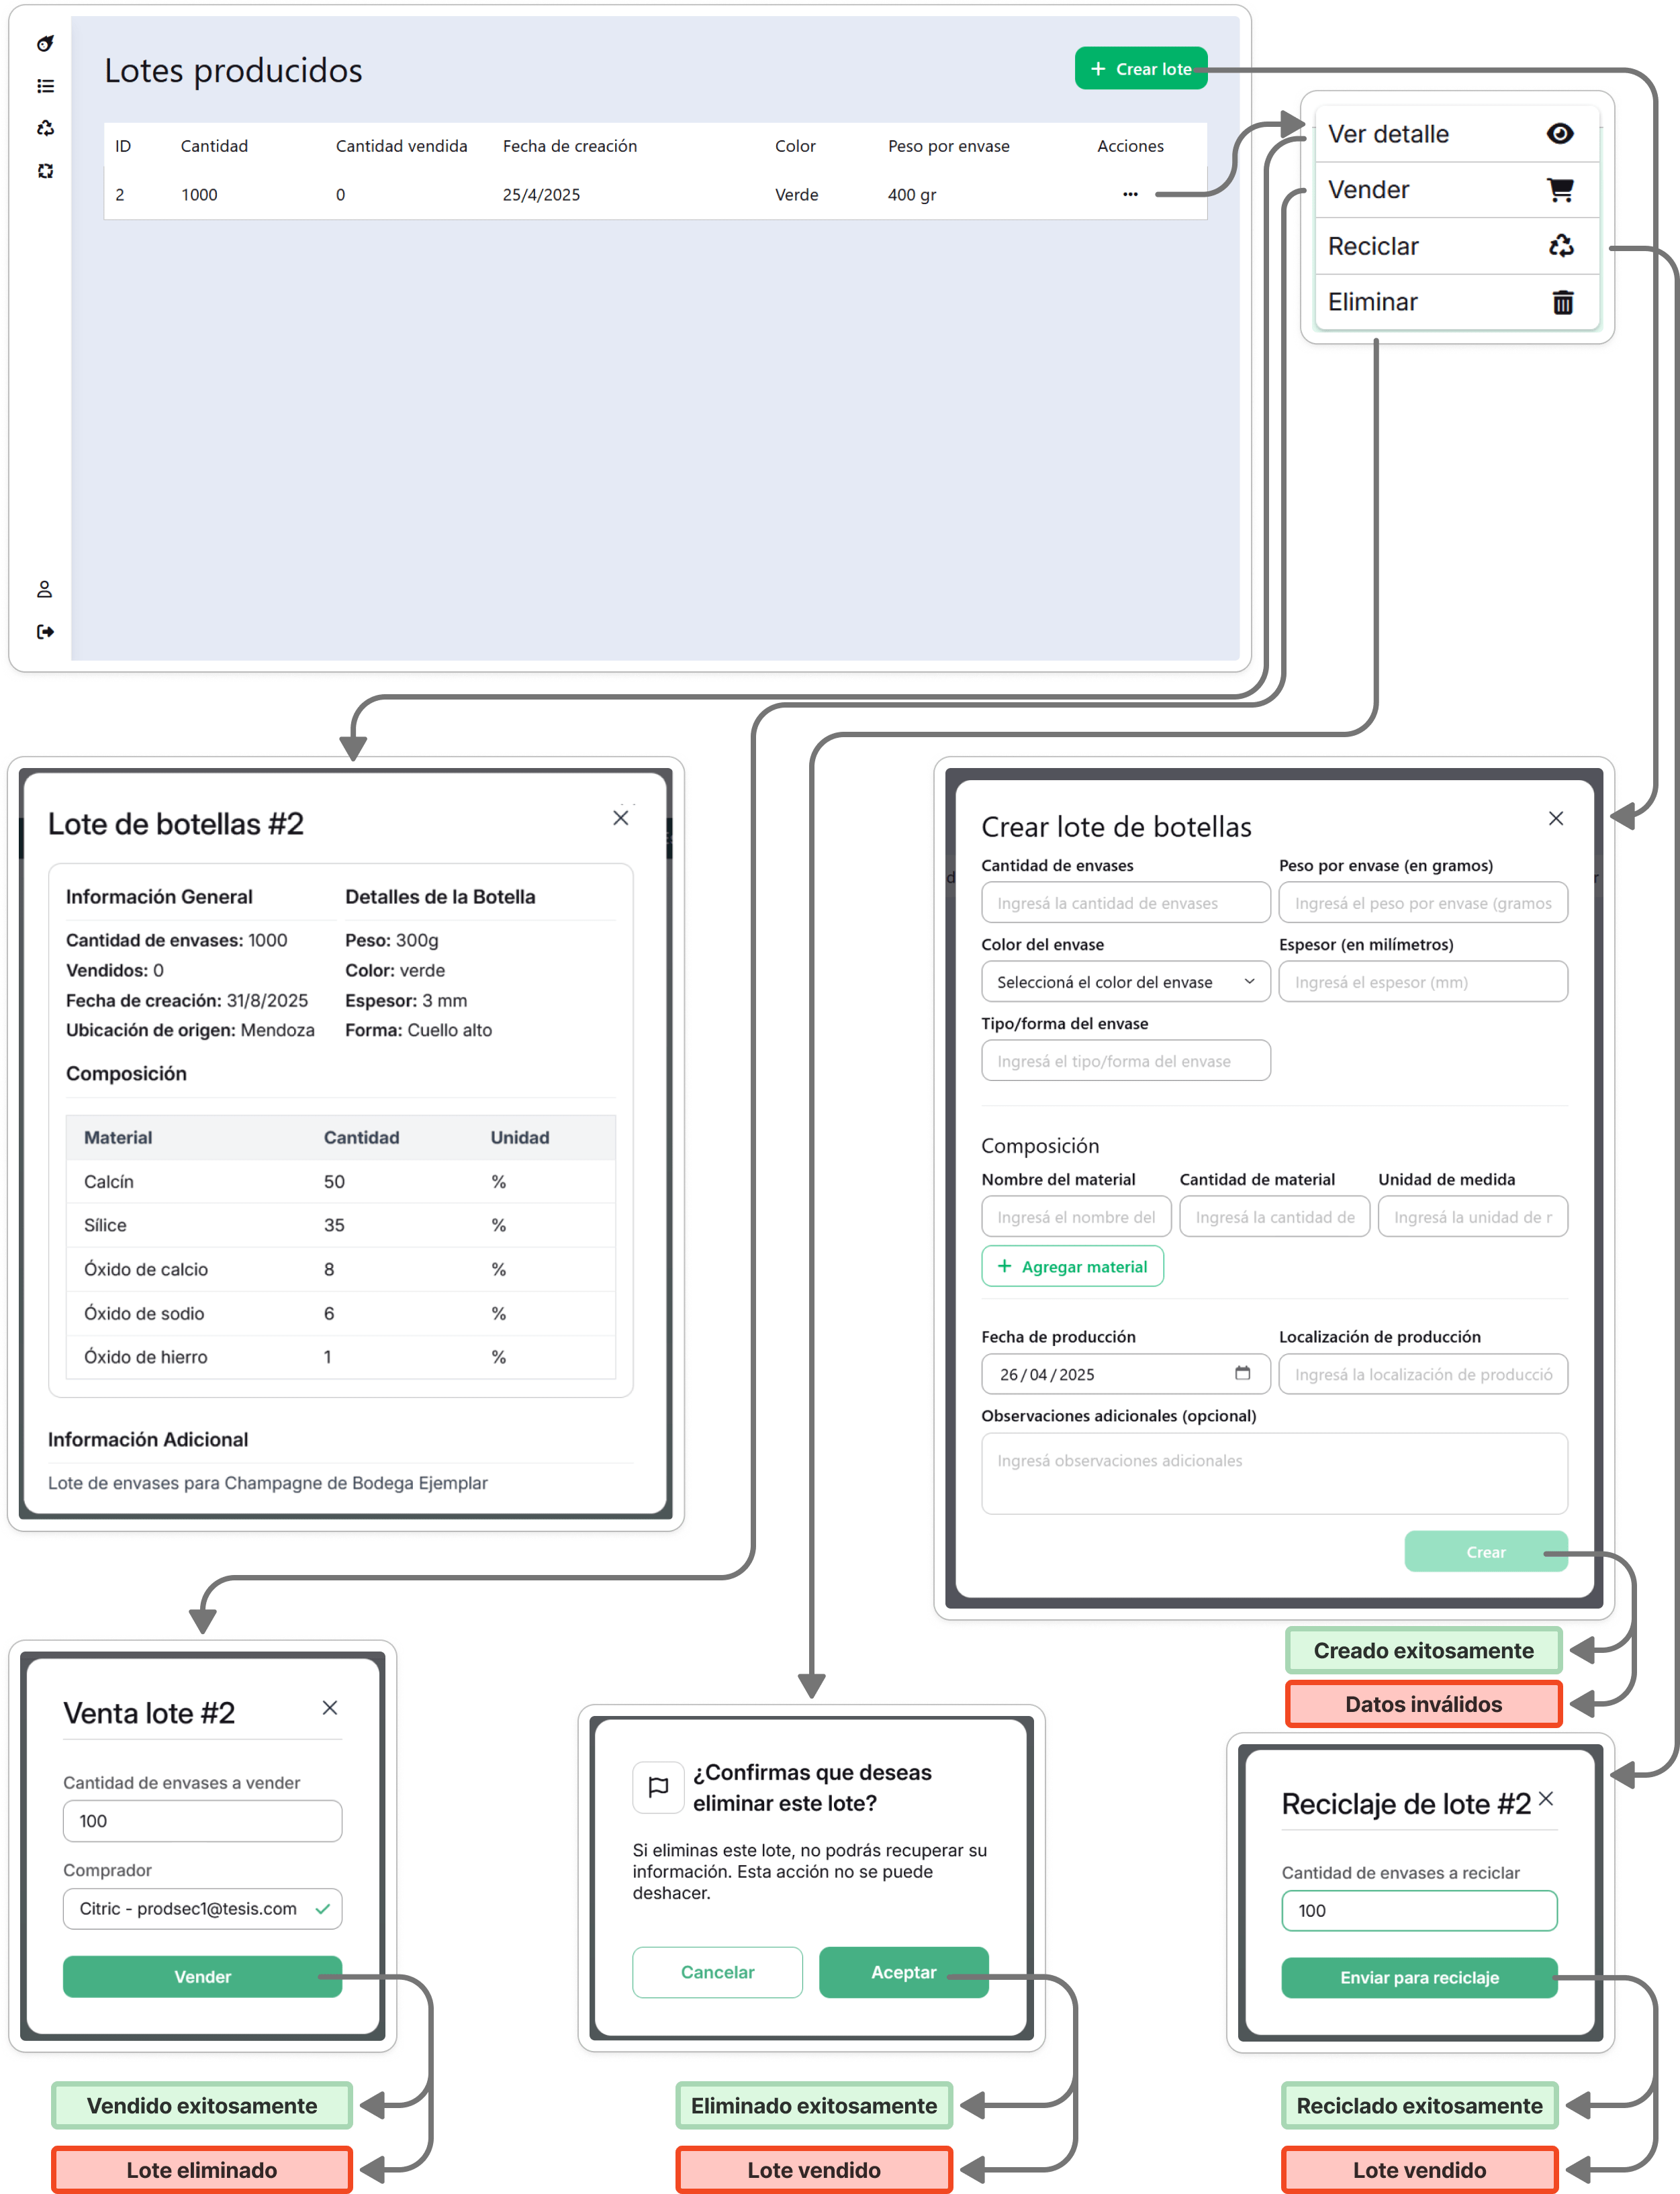 Lotes producidos
+ Crear lote
ID Cantidad Cantidad vendida Fecha de creación Color Peso por envase Acciones
2 1000 0 25/4/2025 Verde 400 gr ...
Ver detalle
Vender
Reciclar
Eliminar
Lote de botellas #2
Información General
Cantidad de envases: 1000
Vendidos: 0
Fecha de creación: 31/8/2025
Ubicación de origen: Mendoza
Detalles de la Botella
Peso: 300g
Color: verde
Espesor: 3 mm
Forma: Cuello alto
Composición
Material Cantidad Unidad
Calcín 50 %
Sílice 35 %
Óxido de calcio 8 %
Óxido de sodio 6 %
Óxido de hierro 1 %
Información Adicional
Lote de envases para Champagne de Bodega Ejemplar
Crear lote de botellas
Cantidad de envases Peso por envase (en gramos)
Ingresá la cantidad de envases Ingresá el peso por envase (gramos
Color del envase Espesor (en milímetros)
Seleccioná el color del envase Ingresá el espesor (mm)
Tipo/forma del envase
Ingresá el tipo/forma del envase
Composición
Nombre del material Cantidad de material Unidad de medida
Ingresá el nombre del Ingresá la cantidad de Ingresá la unidad de r
+ Agregar material
Fecha de producción Localización de producción
26/04/2025 Ingresá la localización de producció
Observaciones adicionales (opcional)
Ingresá observaciones adicionales
Crear
Creado exitosamente
Datos inválidos
Venta lote #2
Cantidad de envases a vender
100
Comprador
Citric - prodsec1@tesis.com
Vender
Vendido exitosamente
Lote eliminado
¿Confirmas que deseas
eliminar este lote?
Si eliminas este lote, no podrás recuperar su
información. Esta acción no se puede
deshacer.
Cancelar Aceptar
Eliminado exitosamente
Lote vendido
Reciclaje de lote #2
Cantidad de envases a reciclar
100
Enviar para reciclaje
Reciclado exitosamente
Lote vendido